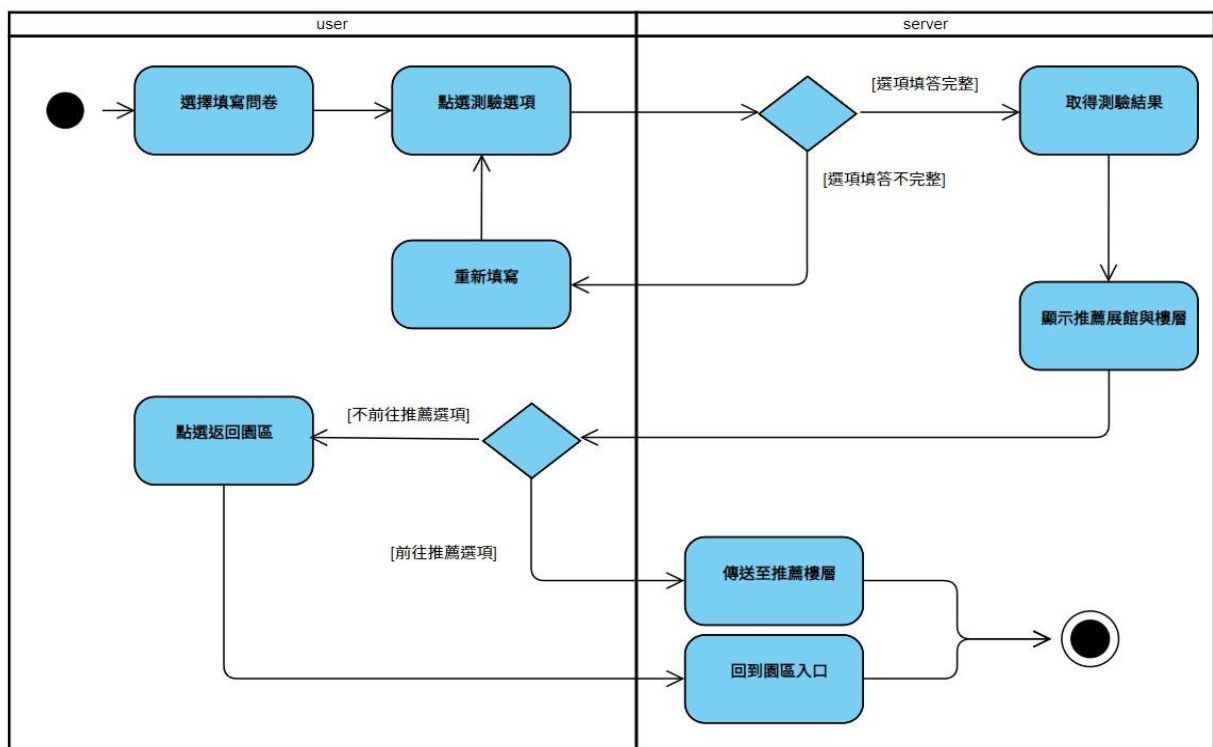 user
server
選擇填寫問卷
點選測驗選項
[選項填答完整]
取得測驗結果
[選項填答不完整]
重新填寫
顯示推薦展館與樓層
點選返回園區
[不前往推薦選項]
[前往推薦選項]
傳送至推薦樓層
回到園區入口